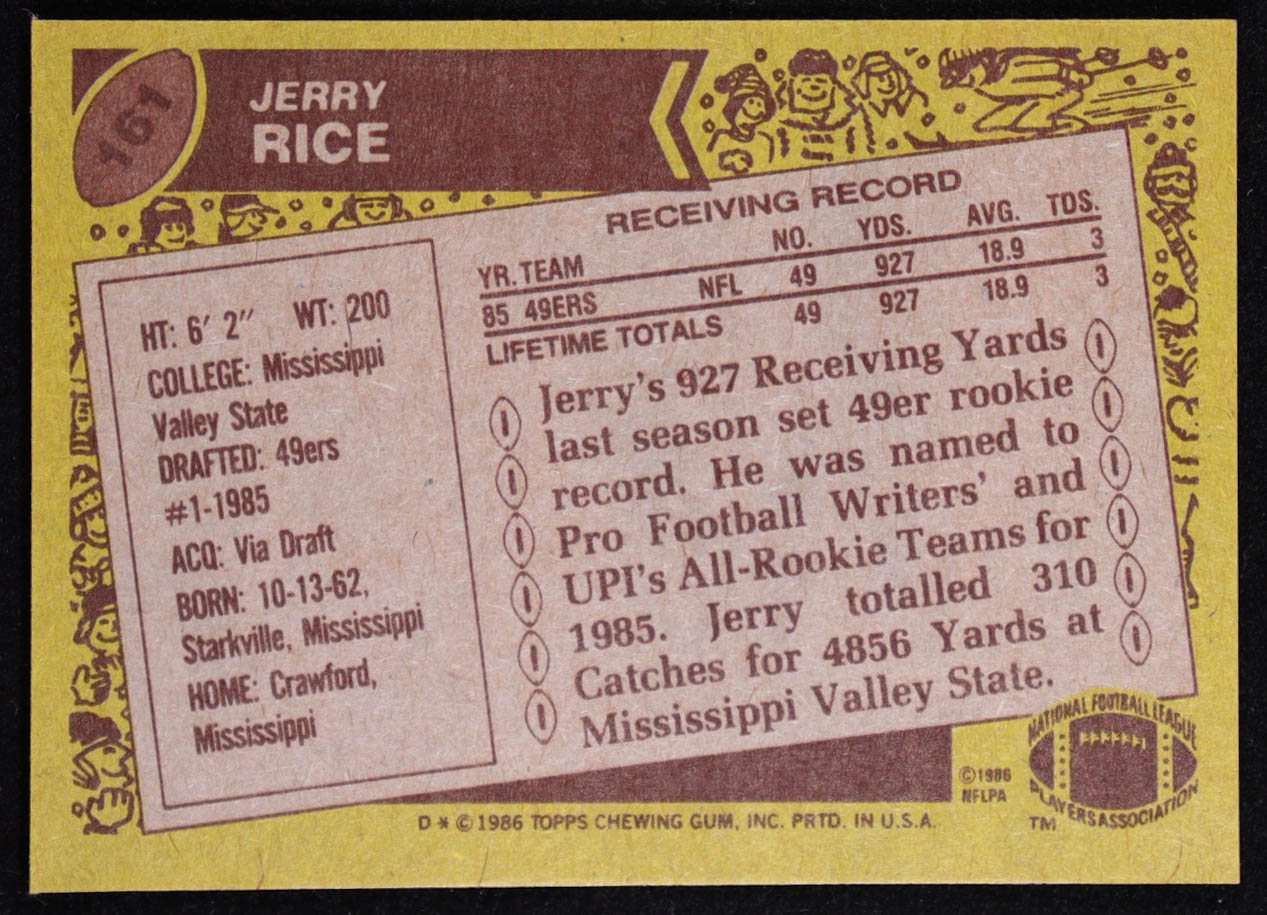 161
JERRY
RICE
HT: 6′ 2″ WT: 200
COLLEGE: Mississippi
Valley State
DRAFTED: 49ers
#1-1985
ACQ: Via Draft
BORN: 10-13-62,
Starkville, Mississippi
HOME: Crawford,
Mississippi
RECEIVING RECORD
YR. TEAM NO. YDS. AVG. TDS.
85 49ERS NFL 49 927 18.9 3
LIFETIME TOTALS 49 927 18.9 3
Jerry's 927 Receiving Yards
last season set 49er rookie
record. He was named to
Pro Football Writers' and
UPI's All-Rookie Teams for
1985. Jerry totalled 310
Catches for 4856 Yards at
Mississippi Valley State.
©1986
NFLPA
NATIONAL FOOTBALL LEAGUE
PLAYERS ASSOCIATION
TM
D * © 1986 TOPPS CHEWING GUM, INC. PRTD. IN U.S.A.